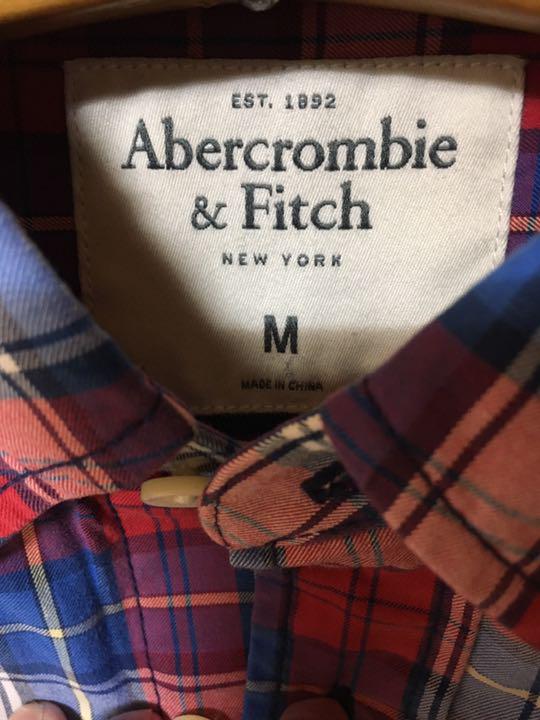 EST. 1892
Abercrombie
& Fitch
NEW YORK
M
MADE IN CHINA